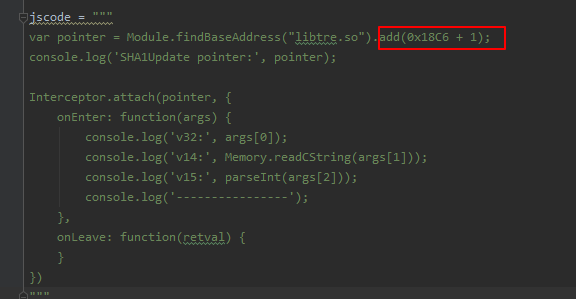 jscode = """
var pointer = Module.findBaseAddress("libtre.so").add(0x18C6 + 1);
console.log('SHA1Update pointer:', pointer);
Interceptor.attach(pointer, {
onEnter: function(args) {
console.log('v32:', args[0]);
console.log('v14:', Memory.readCString(args[1]));
console.log('v15:', parseInt(args[2]));
console.log('----------------');
},
onLeave: function(retval) {
}
})
"""